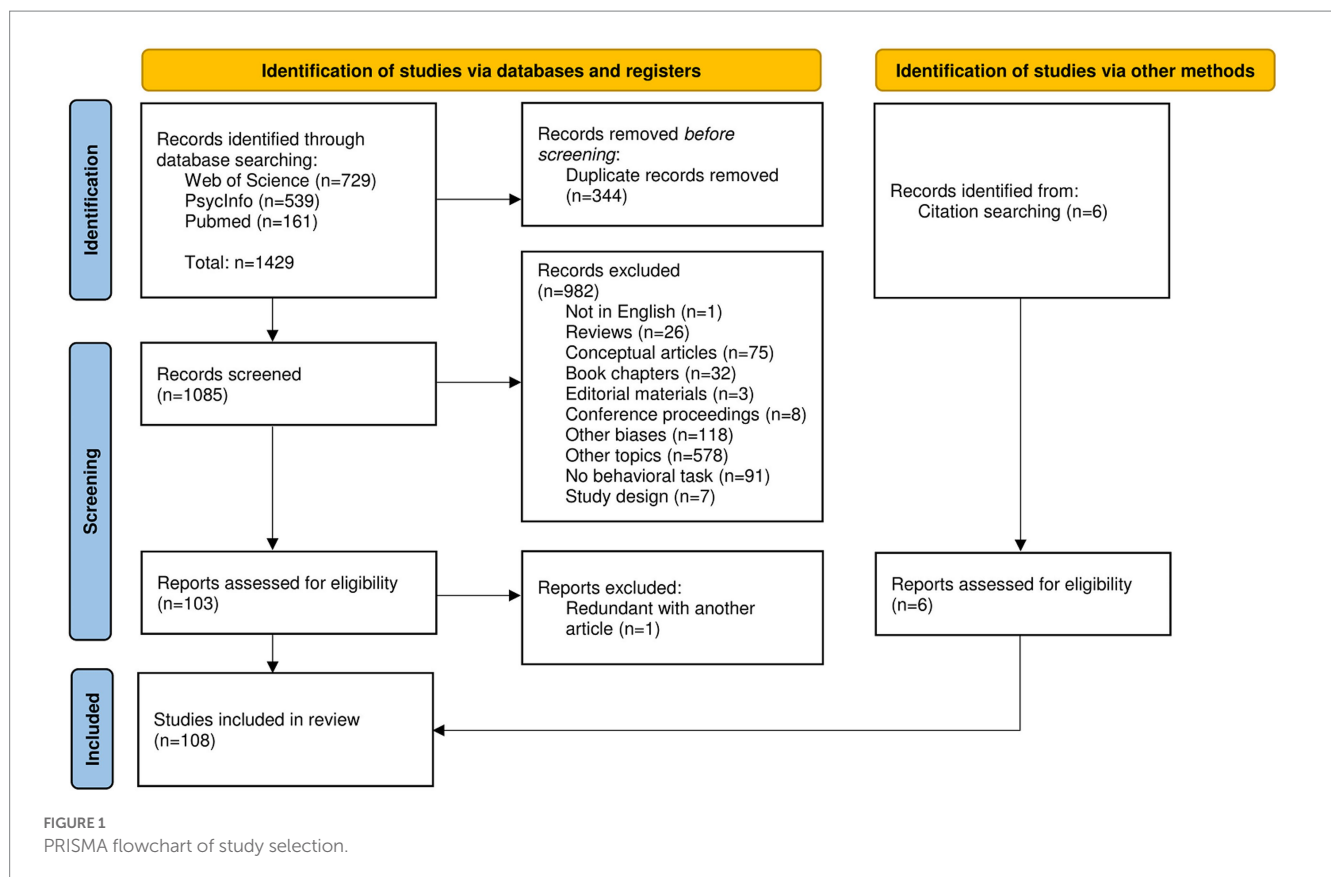 Identification of studies via databases and registers
Identification of studies via other methods
Identification
Records identified through
database searching:
Web of Science (n=729)
PsycInfo (n=539)
Pubmed (n=161)
Total: n=1429
Records removed before
screening:
Duplicate records removed
(n=344)
Records identified from:
Citation searching (n=6)
Screening
Records screened
(n=1085)
Records excluded
(n=982)
Not in English (n=1)
Reviews (n=26)
Conceptual articles (n=75)
Book chapters (n=32)
Editorial materials (n=3)
Conference proceedings (n=8)
Other biases (n=118)
Other topics (n=578)
No behavioral task (n=91)
Study design (n=7)
Reports assessed for eligibility
(n=103)
Reports excluded:
Redundant with another
article (n=1)
Reports assessed for eligibility
(n=6)
Included
Studies included in review
(n=108)
FIGURE 1
PRISMA flowchart of study selection.